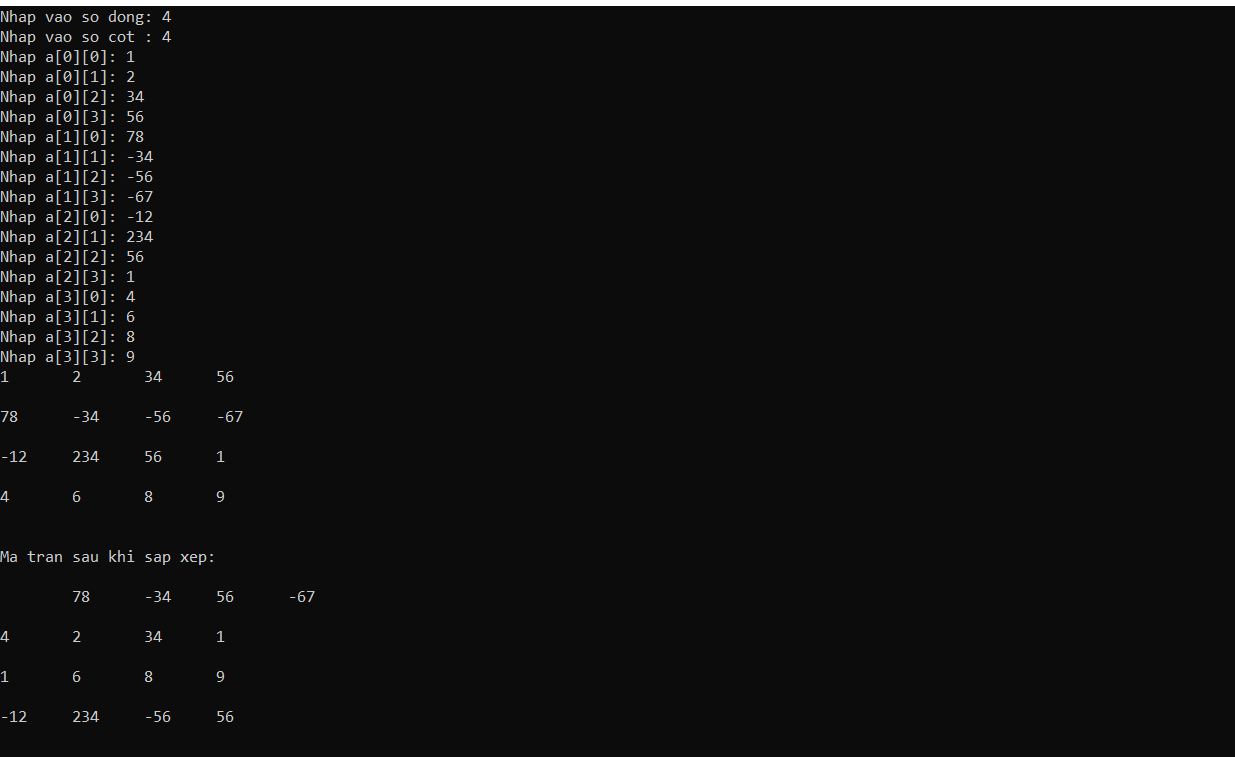 Nhap vao so dong: 4
Nhap vao so cot : 4
Nhap a[0][0]: 1
Nhap a[0][1]: 2
Nhap a[0][2]: 34
Nhap a[0][3]: 56
Nhap a[1][0]: 78
Nhap a[1][1]: -34
Nhap a[1][2]: -56
Nhap a[1][3]: -67
Nhap a[2][0]: -12
Nhap a[2][1]: 234
Nhap a[2][2]: 56
Nhap a[2][3]: 1
Nhap a[3][0]: 4
Nhap a[3][1]: 6
Nhap a[3][2]: 8
Nhap a[3][3]: 9
1 2 34 56
78 -34 -56 -67
-12 234 56 1
4 6 8 9
Ma tran sau khi sap xep:
78 -34 56 -67
4 2 34 1
1 6 8 9
-12 234 -56 56